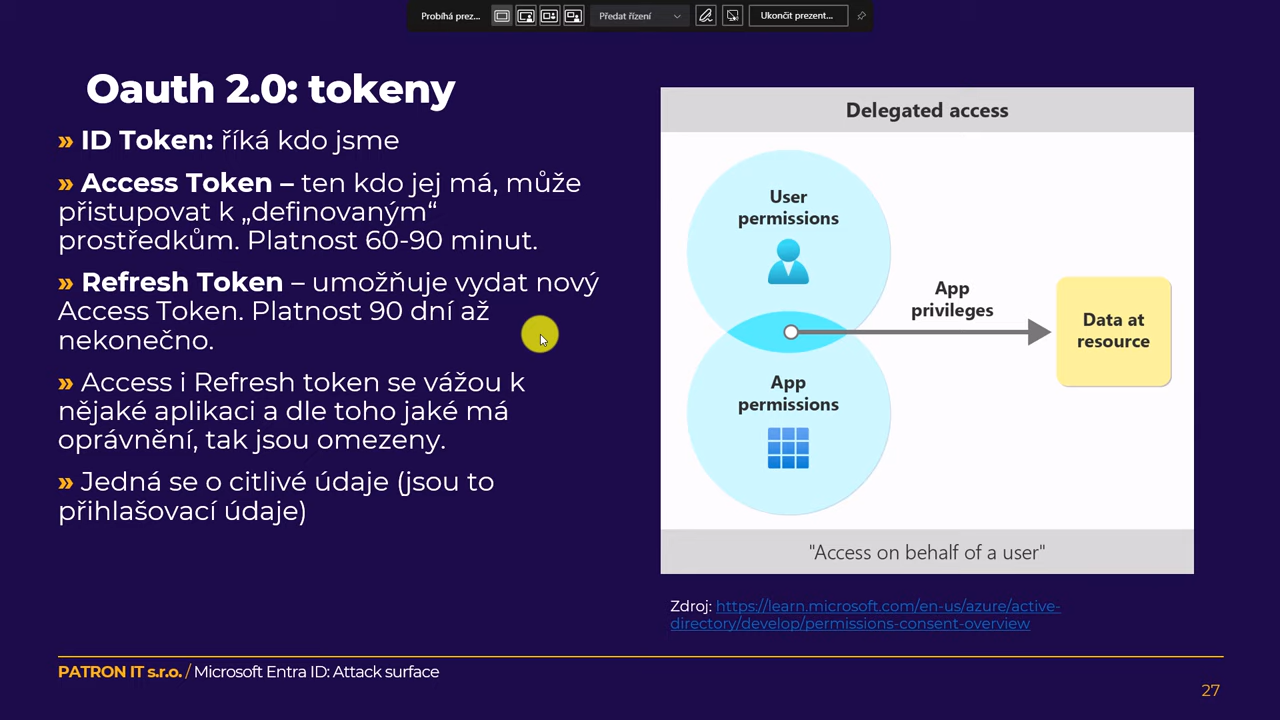 Probíhá prez...
Předat řízení
Ukončit prezent...
Oauth 2.0: tokeny
» ID Token: říká kdo jsme
» Access Token – ten kdo jej má, může
přistupovat k „definovaným“
prostředkům. Platnost 60-90 minut.
» Refresh Token – umožňuje vydat nový
Access Token. Platnost 90 dní až
nekonečno.
» Access i Refresh token se vážou k
nějaké aplikaci a dle toho jaké má
oprávnění, tak jsou omezeny.
» Jedná se o citlivé údaje (jsou to
přihlašovací údaje)
Delegated access
User
permissions
App
privileges
Data at
resource
App
permissions
"Access on behalf of a user"
Zdroj: https://learn.microsoft.com/en-us/azure/active-
directory/develop/permissions-consent-overview
PATRON IT s.r.o. / Microsoft Entra ID: Attack surface
27